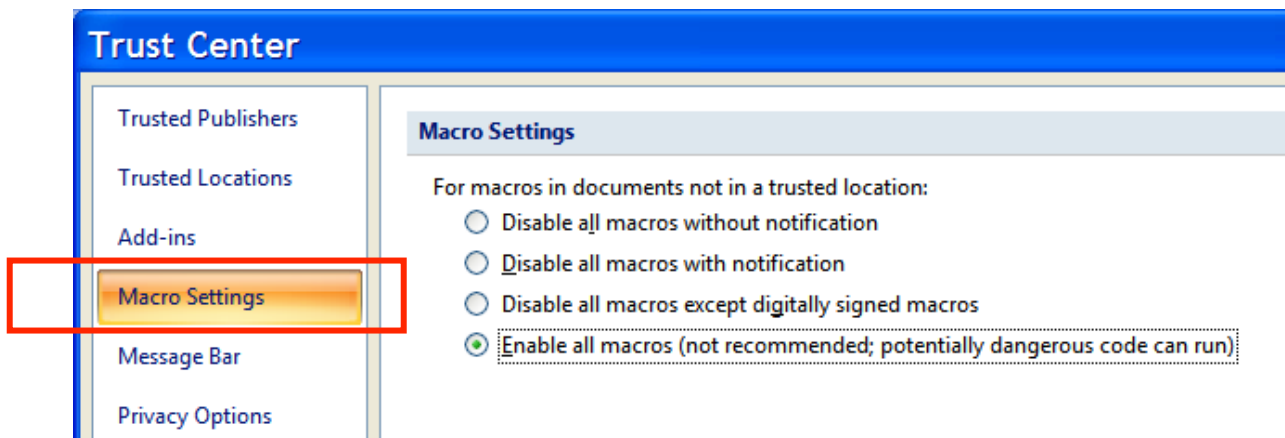 Trust Center
Trusted Publishers
Trusted Locations
Add-ins
Macro Settings
Message Bar
Privacy Options
Macro Settings
For macros in documents not in a trusted location:
Disable all macros without notification
Disable all macros with notification
Disable all macros except digitally signed macros
Enable all macros (not recommended; potentially dangerous code can run)